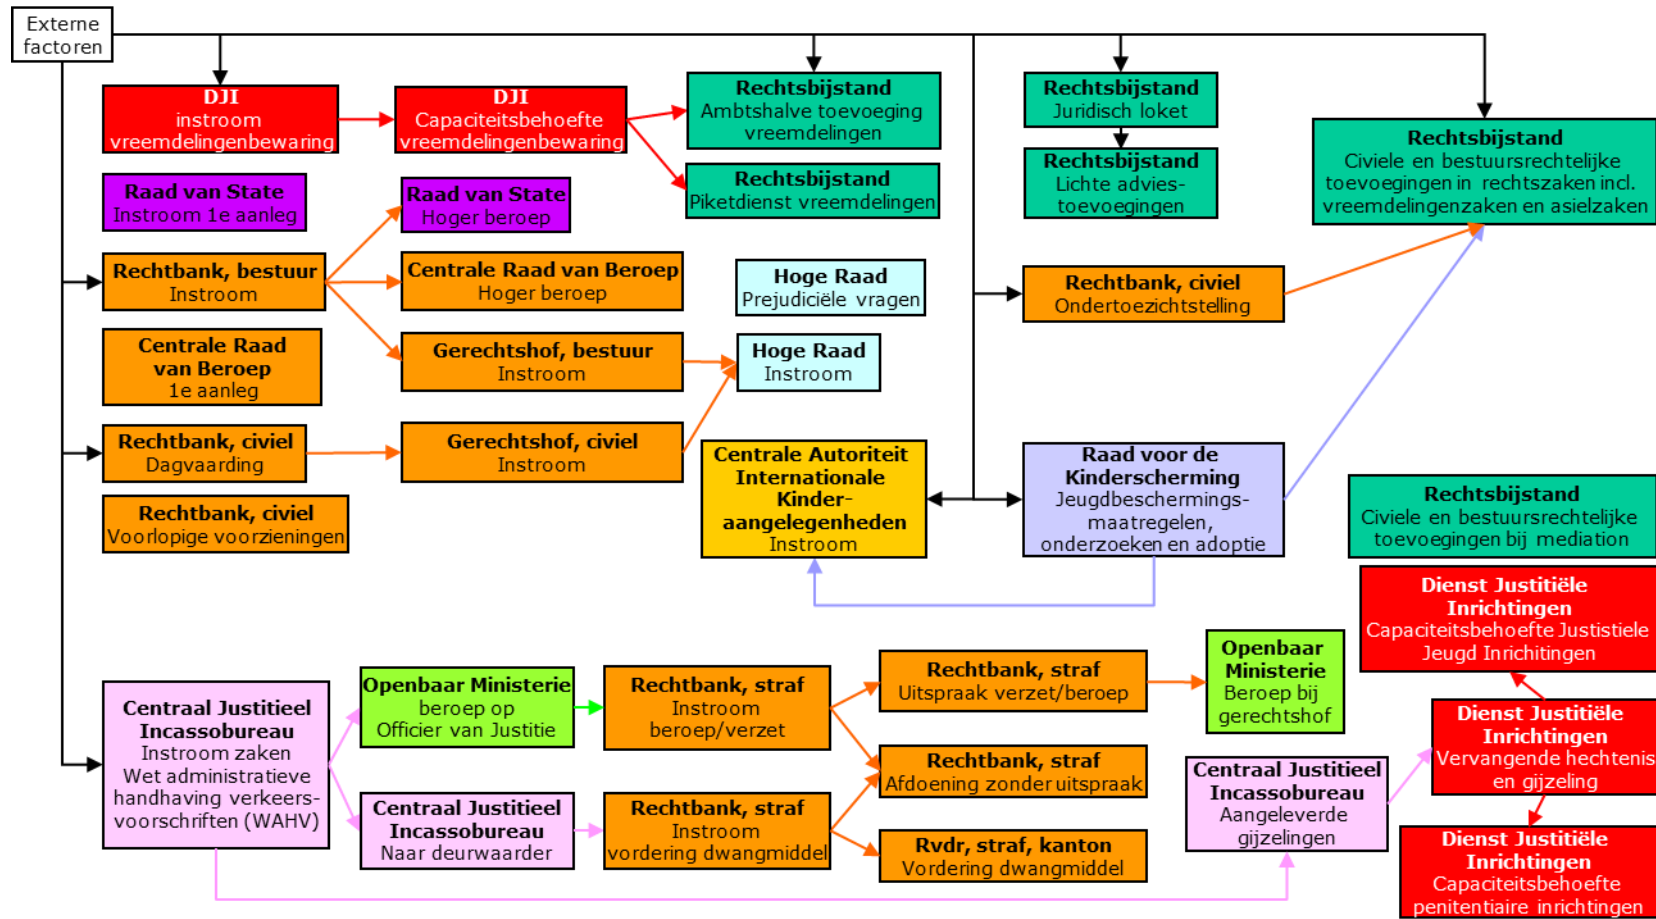 Externe
factoren
DJI
instroom
vreemdelingenbewaring
DJI
Capaciteitsbehoefte
vreemdelingenbewaring
Rechtsbijstand
Ambtshalve toevoeging
vreemdelingen
Rechtsbijstand
Juridisch loket
Rechtsbijstand
Civiele en bestuursrechtelijke
toevoegingen in rechtszaken incl.
vreemdelingenzaken en asielzaken
Raad van State
Instroom 1e aanleg
Raad van State
Hoger beroep
Rechtsbijstand
Piketdienst vreemdelingen
Rechtsbijstand
Lichte advies-
toevoegingen
Rechtbank, bestuur
Instroom
Centrale Raad van Beroep
Hoger beroep
Hoge Raad
Prejudiciële vragen
Rechtbank, civiel
Ondertoezichtstelling
Centrale Raad
van Beroep
1e aanleg
Gerechtshof, bestuur
Instroom
Hoge Raad
Instroom
Rechtbank, civiel
Dagvaarding
Gerechtshof, civiel
Instroom
Centrale Autoriteit
Internationale
Kinder-
aangelegenheden
Instroom
Raad voor de
Kinderscherming
Jeugdbeschermings-
maatregelen,
onderzoeken en adoptie
Rechtbank, civiel
Voorlopige voorzieningen
Rechtsbijstand
Civiele en bestuursrechtelijke
toevoegingen bij mediation
Dienst Justitiële
Inrichtingen
Capaciteitsbehoefte Justistiele
Jeugd Inrichitingen
Centraal Justitieel
Incassobureau
Instroom zaken
Wet administratieve
handhaving verkeers-
voorschriften (WAHV)
Openbaar Ministerie
beroep op
Officier van Justitie
Rechtbank, straf
Instroom
beroep/verzet
Rechtbank, straf
Uitspraak verzet/beroep
Openbaar
Ministerie
Beroep bij
gerechtshof
Dienst Justitiële
Inrichtingen
Vervangende hechtenis
en gijzeling
Centraal Justitieel
Incassobureau
Naar deurwaarder
Rechtbank, straf
Instroom
vordering dwangmiddel
Rechtbank, straf
Afdoening zonder uitspraak
Rvdr, straf, kanton
Vordering dwangmiddel
Centraal Justitieel
Incassobureau
Aangeleverde
gijzelingen
Dienst Justitiële
Inrichtingen
Capaciteitsbehoefte
penitentiaire inrichtingen